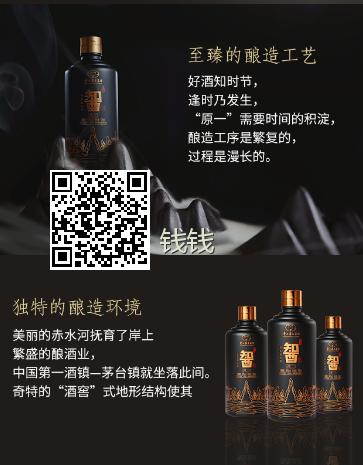 至臻的酿造工艺
好酒知时节，
逢时乃发生，
“原一”需要时间的积淀，
酿造工序是繁复的，
过程是漫长的。
钱钱
独特的酿造环境
美丽的赤水河抚育了岸上
繁盛的酿酒业，
中国第一酒镇—茅台镇就坐落此间。
奇特的“酒窖”式地形结构使其